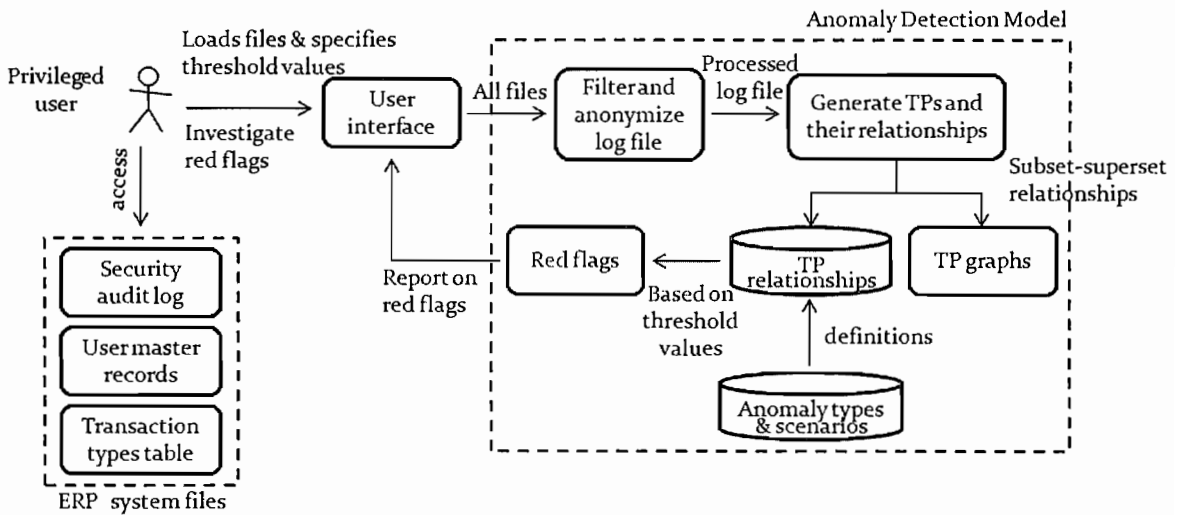 Anomaly Detection Model
Privileged
user
Loads files & specifies
threshold values
Investigate
red flags
access
User
interface
All files
Filter and
anonymize
log file
Processed
log file
Generate TPs and
their relationships
Subset-superset
relationships
TP
relationships
TP graphs
Based on
threshold
values
Red flags
Report on
red flags
definitions
Anomaly types
& scenarios
Security
audit log
User master
records
Transaction
types table
ERP system files